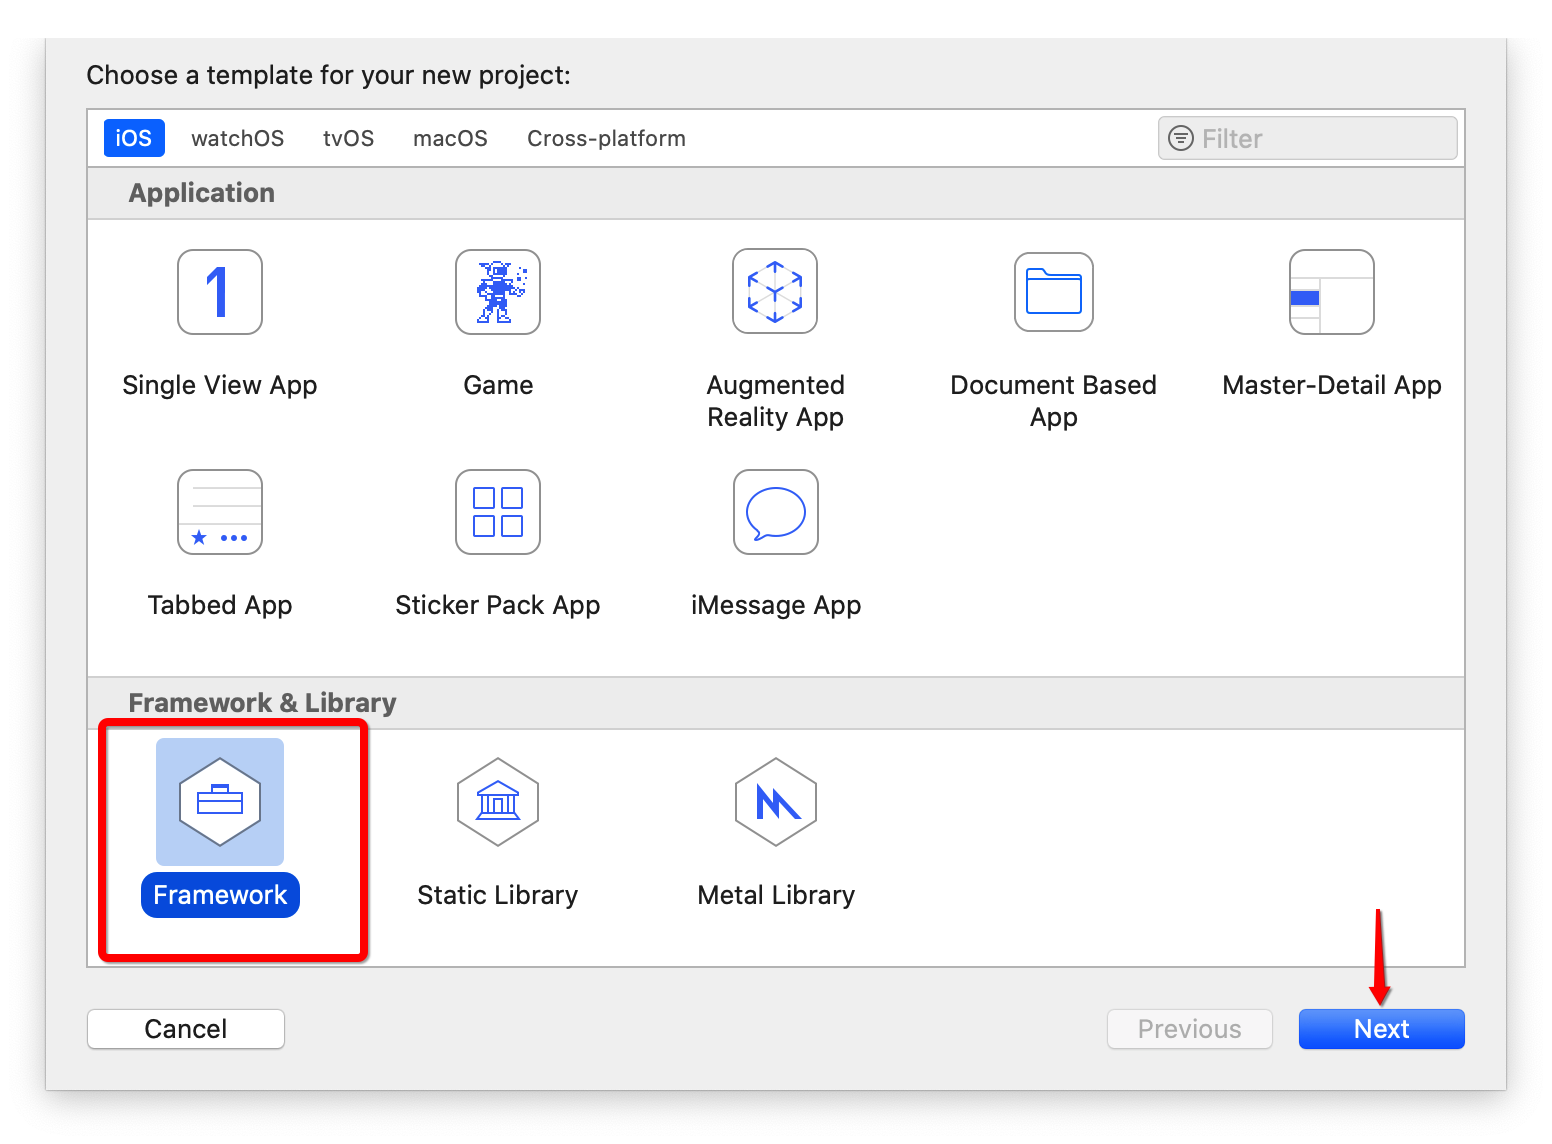 Choose a template for your new project:
iOS watchOS tvOS macOS Cross-platform Filter
Application
1
Single View App Game Augmented Reality App Document Based App Master-Detail App
Tabbed App Sticker Pack App iMessage App
Framework & Library
Framework Static Library Metal Library
Cancel Previous Next